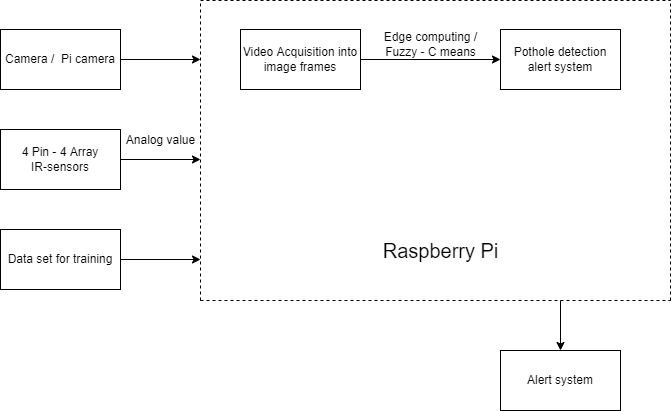 Camera /  Pi camera
Video Acquisition into
image frames
Edge computing /
Fuzzy - C means
Pothole detection
alert system
4 Pin - 4 Array
IR-sensors
Analog value
Data set for training
Raspberry Pi
Alert system